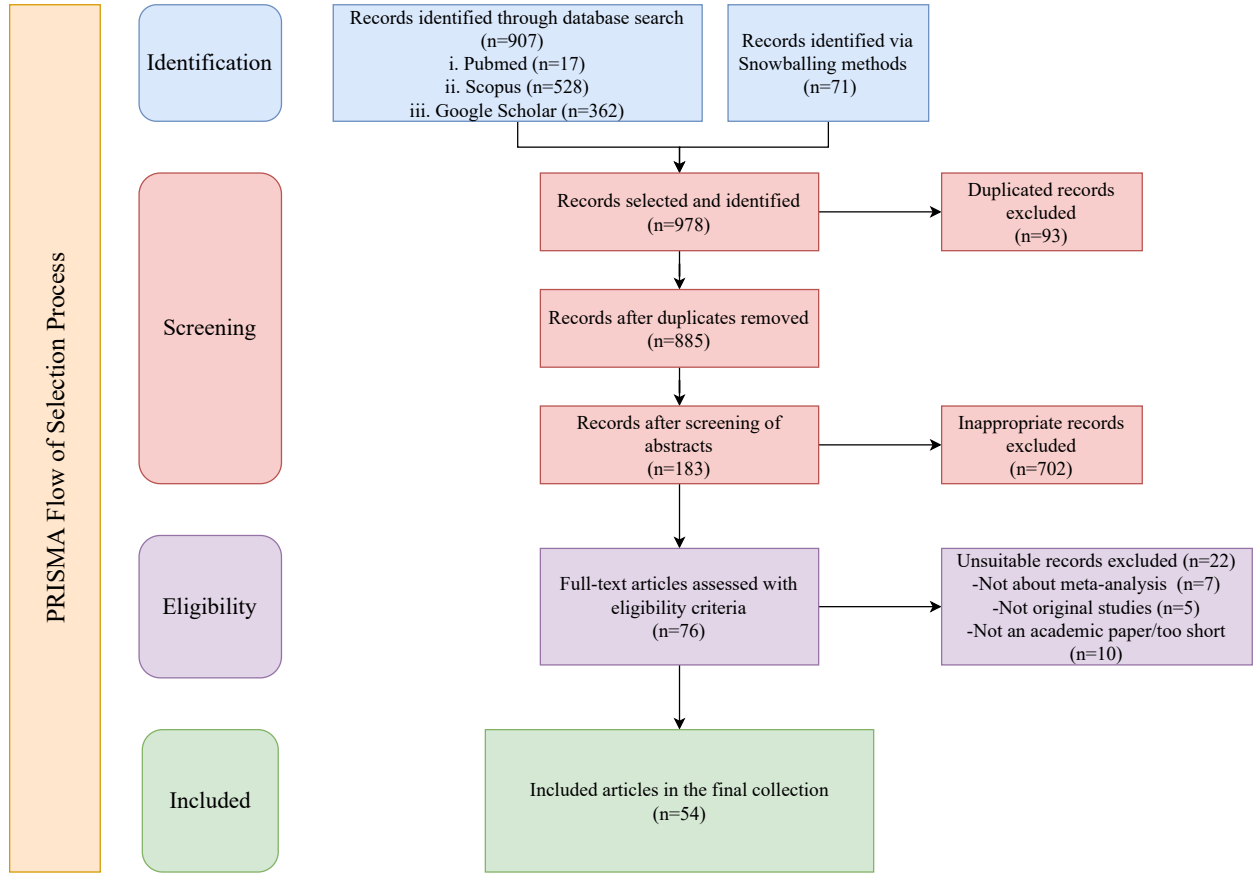 PRISMA Flow of Selection Process
Identification
Records identified through database search
(n=907)
i. Pubmed (n=17)
ii. Scopus (n=528)
iii. Google Scholar (n=362)
Records identified via
Snowballing methods
(n=71)
Screening
Records selected and identified
(n=978)
Duplicated records
excluded
(n=93)
Records after duplicates removed
(n=885)
Records after screening of
abstracts
(n=183)
Inappropriate records
excluded
(n=702)
Eligibility
Full-text articles assessed with
eligibility criteria
(n=76)
Unsuitable records excluded (n=22)
-Not about meta-analysis (n=7)
-Not original studies (n=5)
-Not an academic paper/too short
(n=10)
Included
Included articles in the final collection
(n=54)